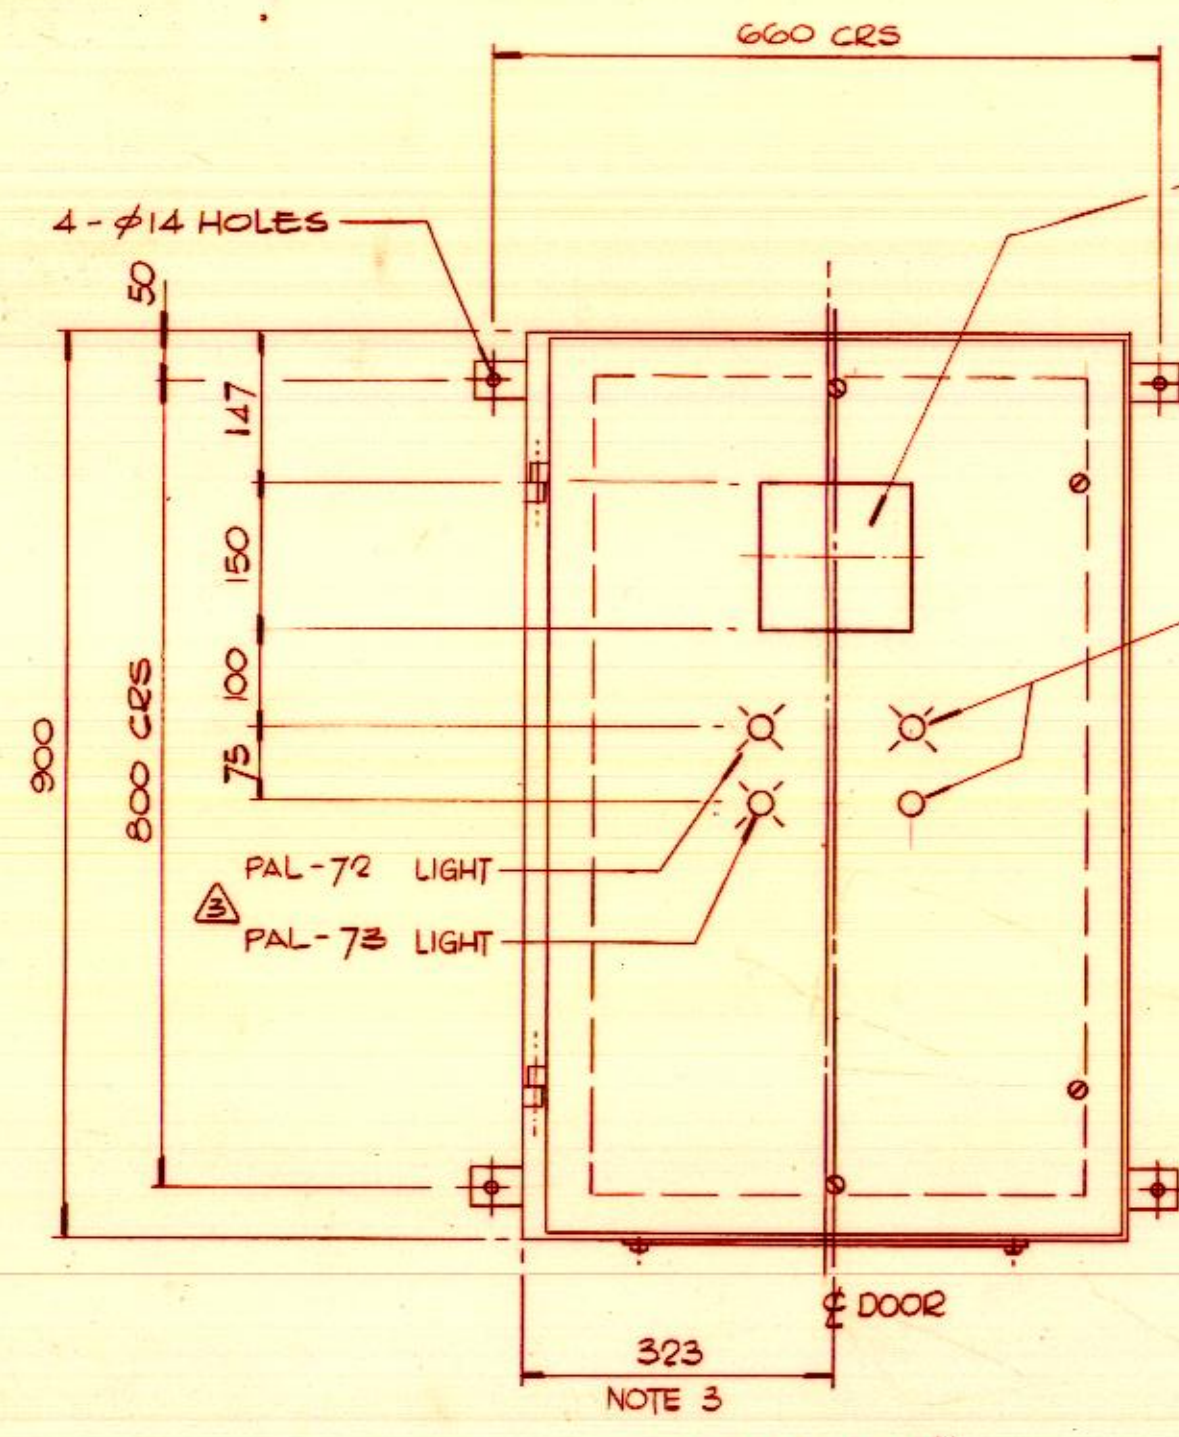 660 CRS
4 - ø14 HOLES
50
147
150
100
75
800 CRS
900
PAL-72 LIGHT
3
PAL-73 LIGHT
℄ DOOR
323
NOTE 3